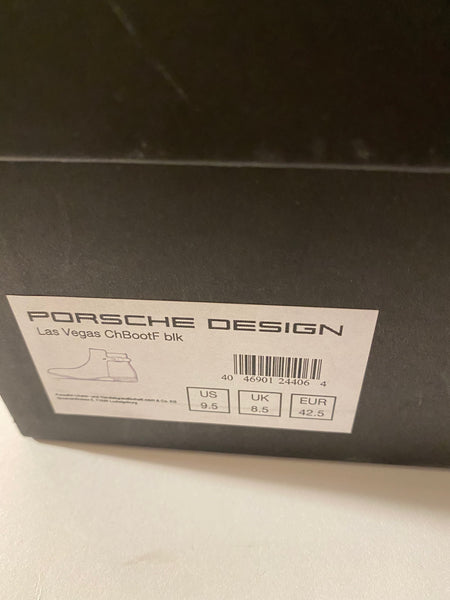 PORSCHE DESIGN
Las Vegas ChBootF blk
40 46901 24406 4
US UK EUR
9.5 8.5 42.5